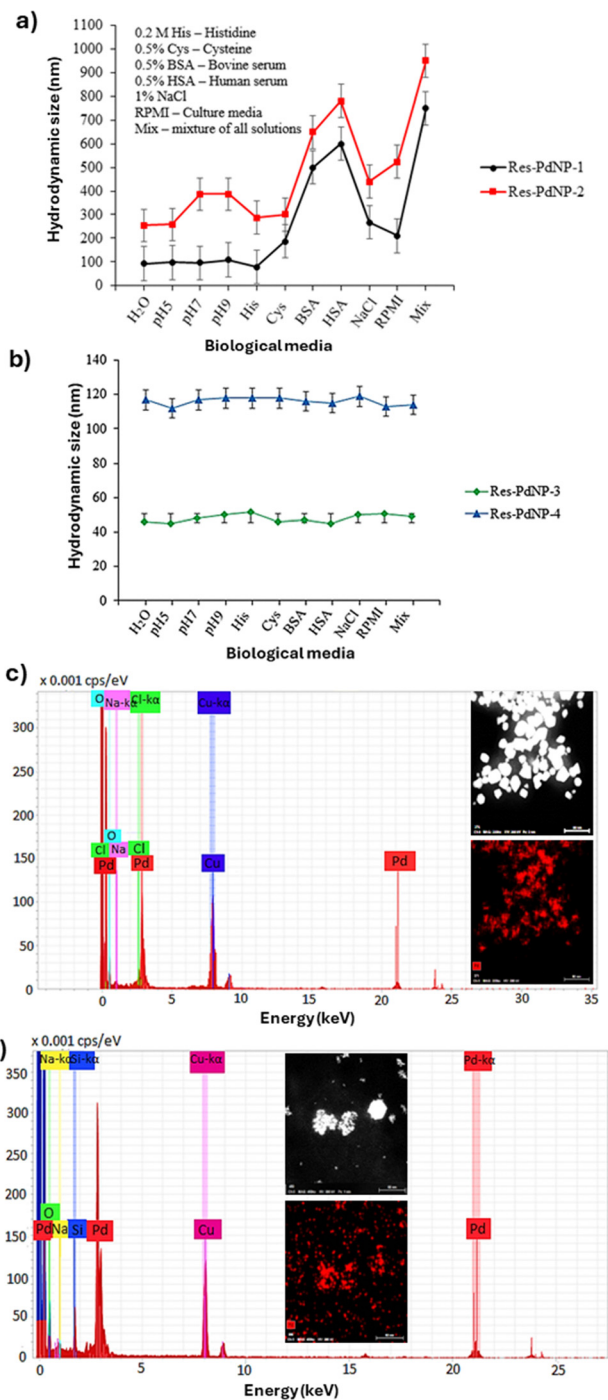 a)
1100
1000
900
800
700
600
500
400
300
200
100
0
Hydrodynamic size (nm)
0.2 M His – Histidine
0.5% Cys – Cysteine
0.5% BSA – Bovine serum
0.5% HSA – Human serum
1% NaCl
RPMI – Culture media
Mix – mixture of all solutions
Res-PdNP-1
Res-PdNP-2
H₂O pH5 pH7 pH9 His Cys BSA HSA NaCl RPMI Mix
Biological media
b)
140
120
100
80
60
40
20
0
Hydrodynamic size (nm)
Res-PdNP-3
Res-PdNP-4
H₂O pH5 pH7 pH9 His Cys BSA HSA NaCl RPMI Mix
Biological media
c)
x 0.001 cps/eV
O Na-kα Cl-kα Cu-kα
300
250
200
150
100
50
0
O
Cl Na Cl
Pd Pd Cu Pd
0 5 10 15 20 25 30 35
Energy (keV)
)
x 0.001 cps/eV
Na-kα Si-kα Cu-kα Pd-kα
350
300
250
200
150
100
50
0
O
Pd Na Si Pd Cu Pd
0 5 10 15 20 25
Energy (keV)